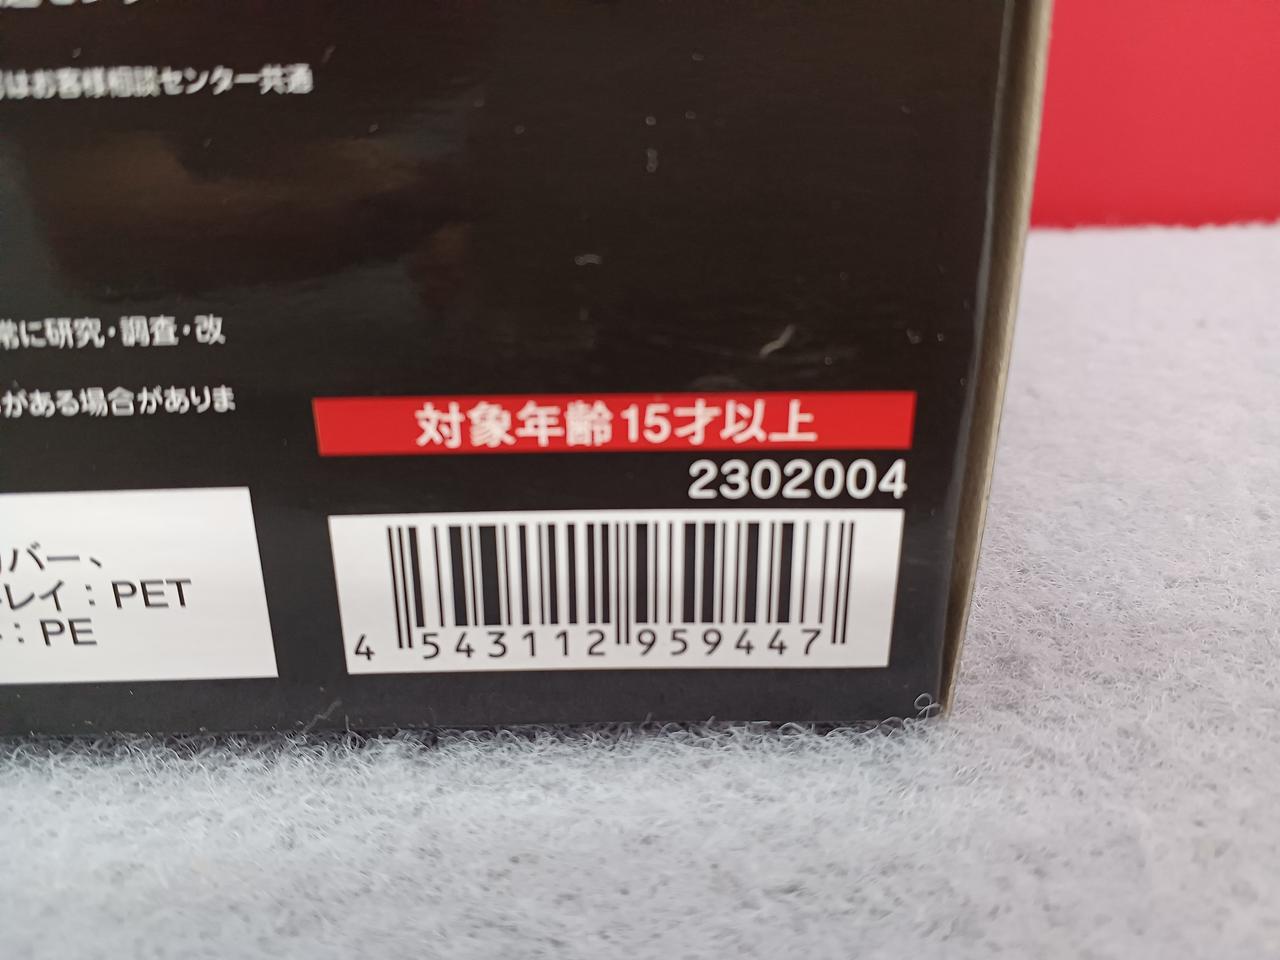 はお客様相談センター共通
常に研究・調査・改
がある場合がありま
対象年齢15才以上
2302004
バー、
レイ：PET
：PE
4 543112 959447